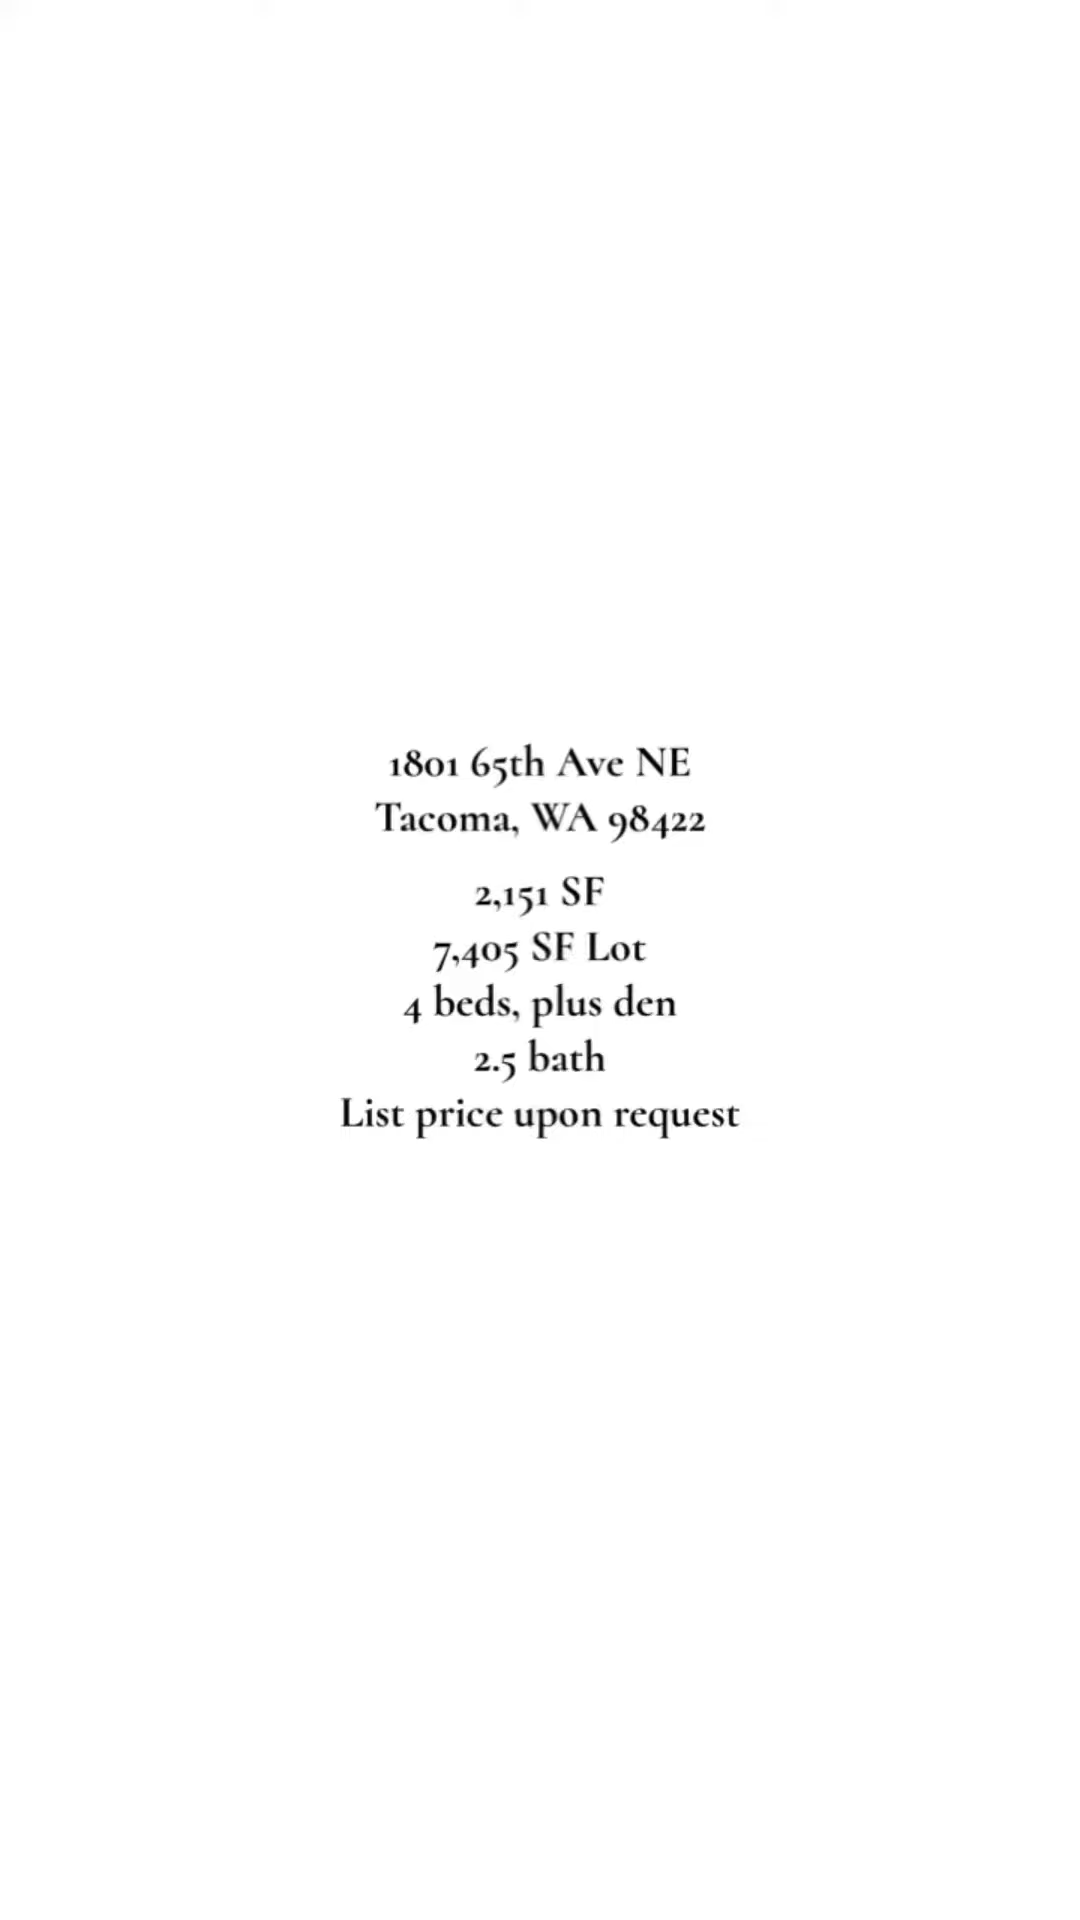 1801 65th Ave NE
Tacoma, WA 98422
2,151 SF
7,405 SF Lot
4 beds, plus den
2.5 bath
List price upon request